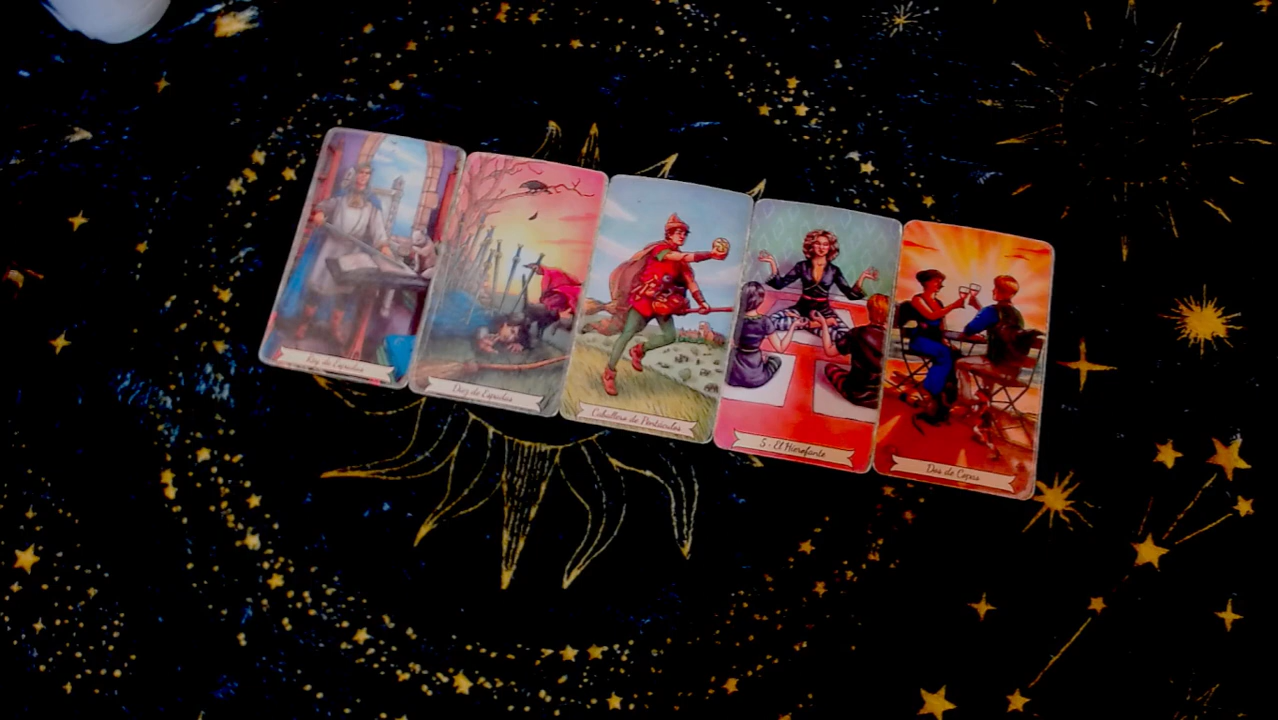 Rey de Espadas
Diez de Espadas
Caballero de Pentáculos
5 - El Hierofante
Dos de Copas